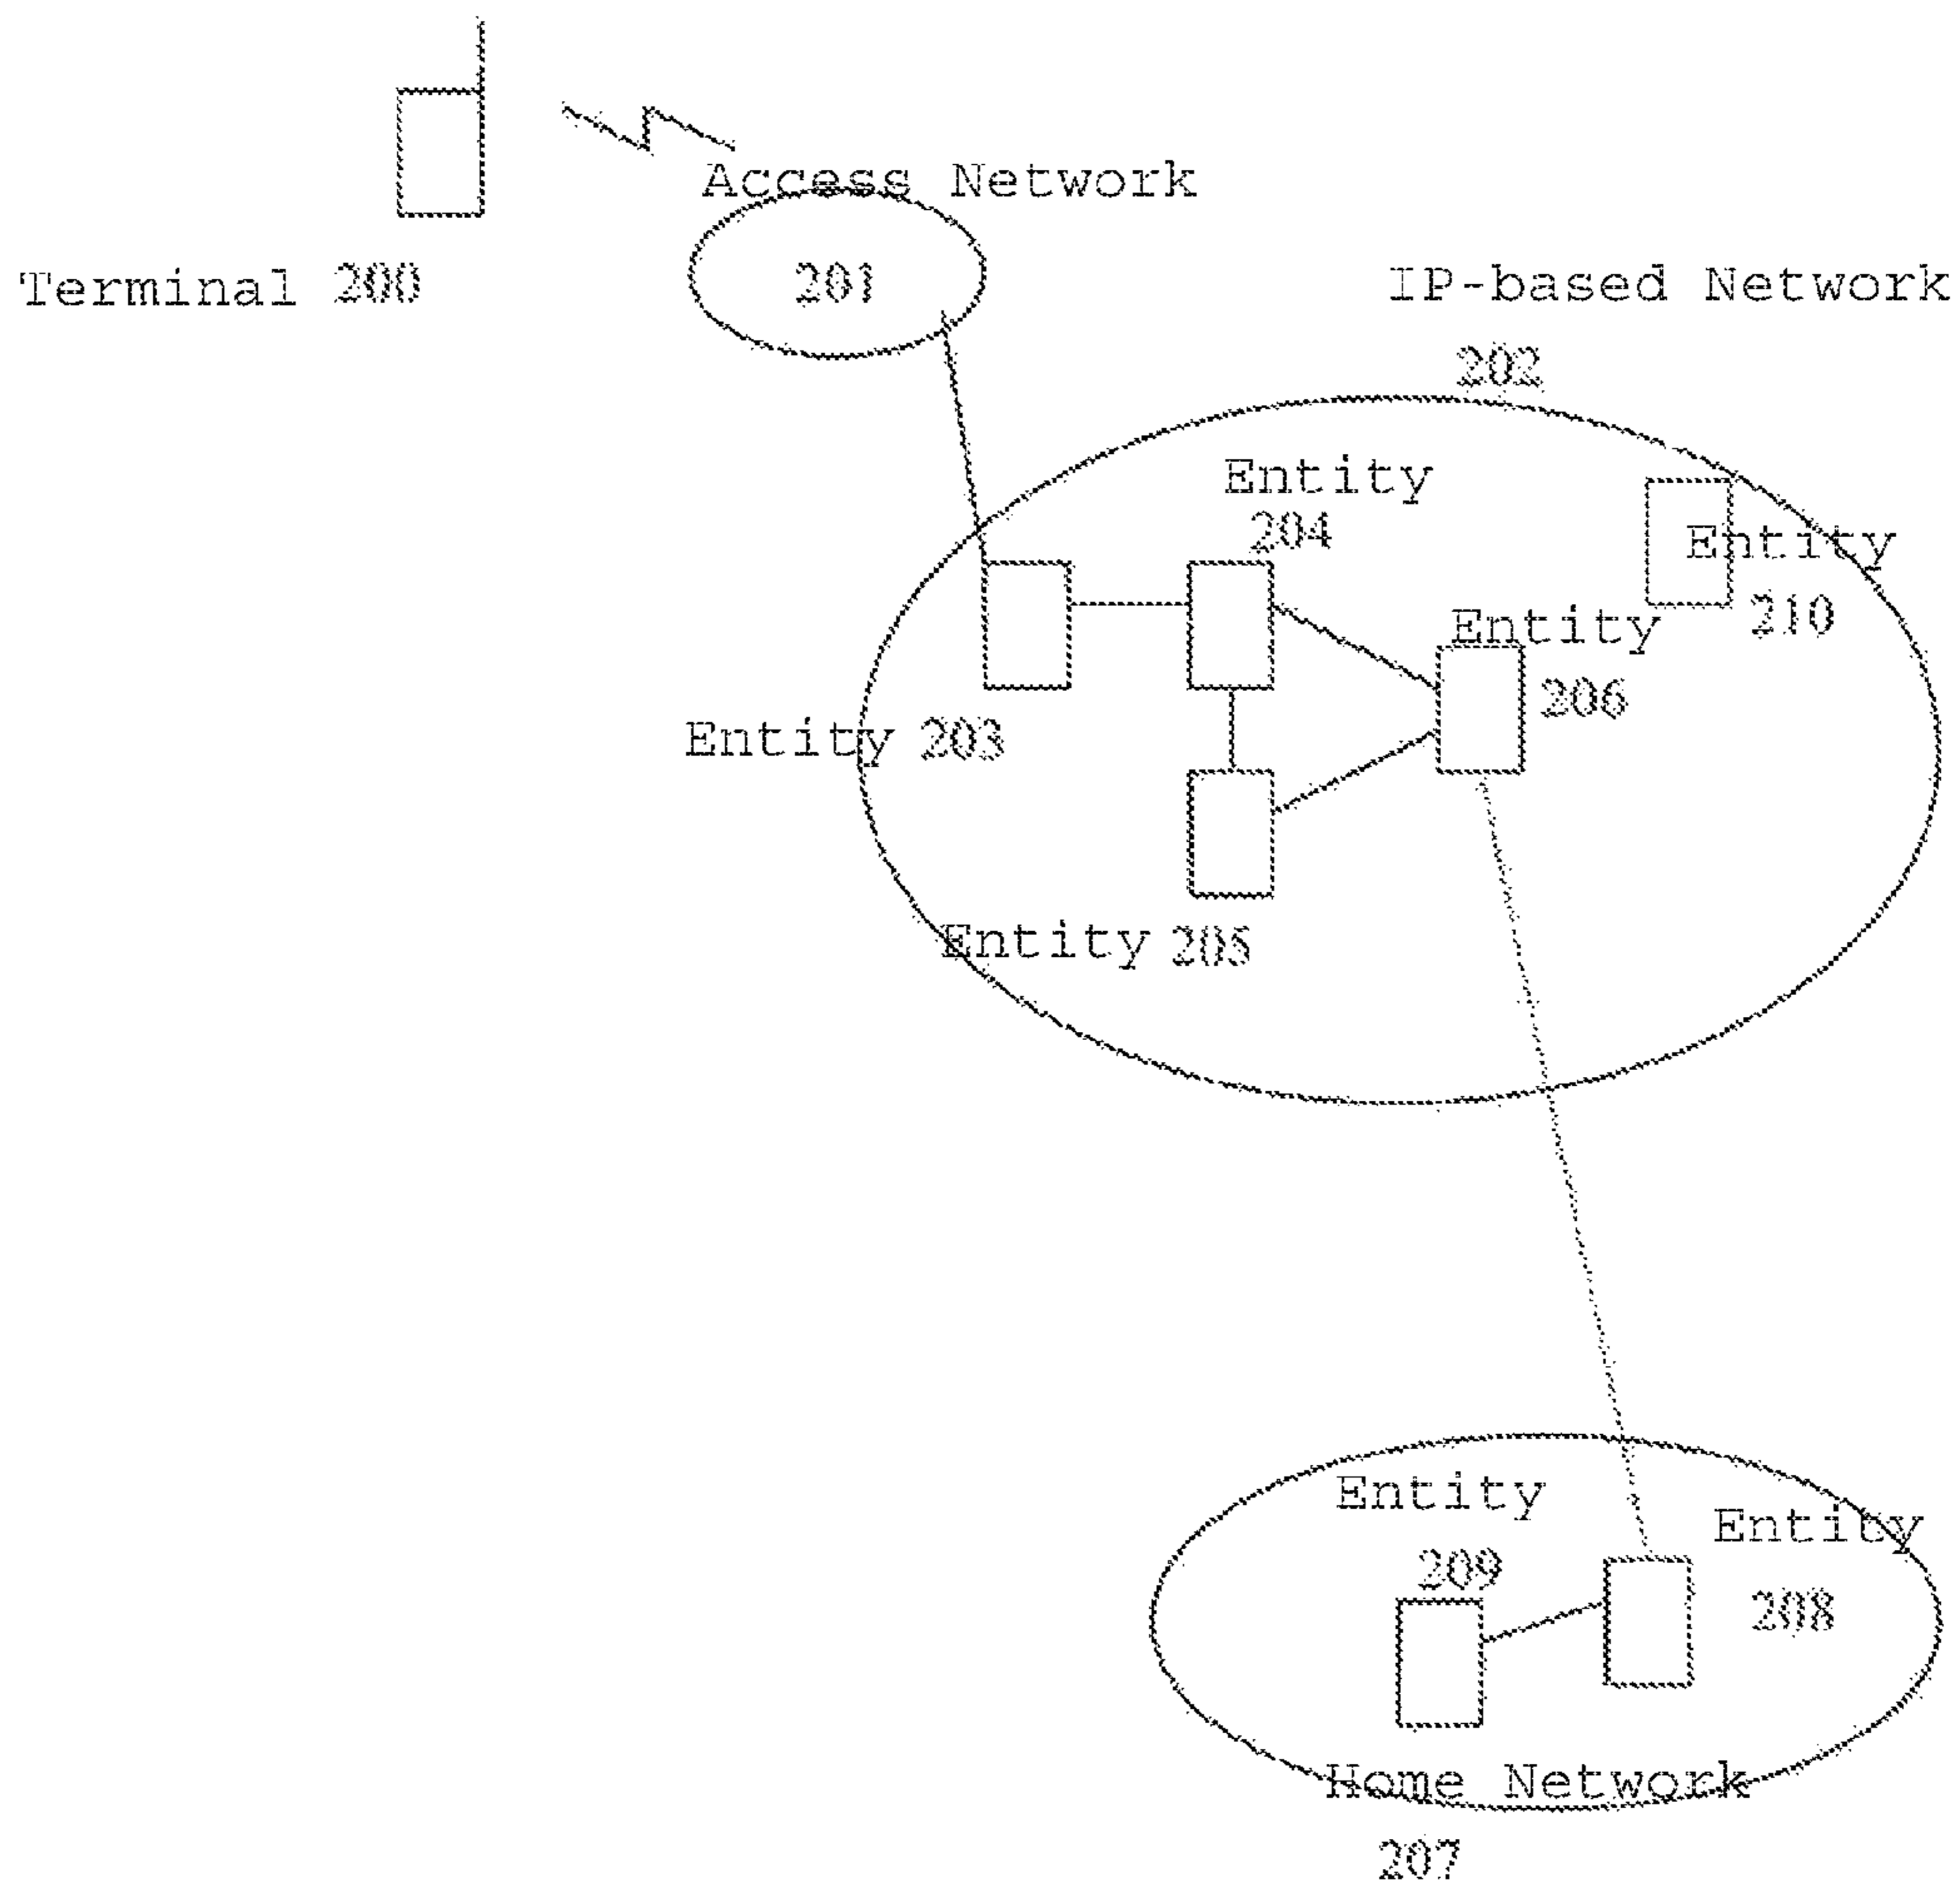 Access Network
Terminal 200
201
IP-based Network
202
Entity
204
Entity
210
Entity
206
Entity 203
Entity 205
Entity
209
Entity
208
Home Network
207